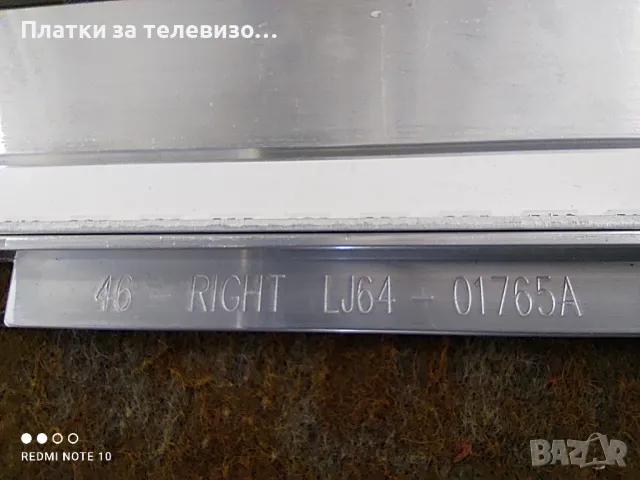 Платки за телевизо...
46 - RIGHT LJ64 - 01765A
REDMI NOTE 10
BAZAR